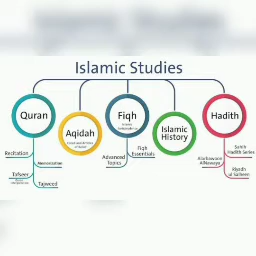 Islamic Studies
Quran
Aqidah
Fiqh
Islamic
History
Hadith
Recitation
Memorization
Tafseer
Tajweed
Advanced
Topics
Fiqh
Essentials
Sahih
Hadith Series
Riyadh
al Saliheen